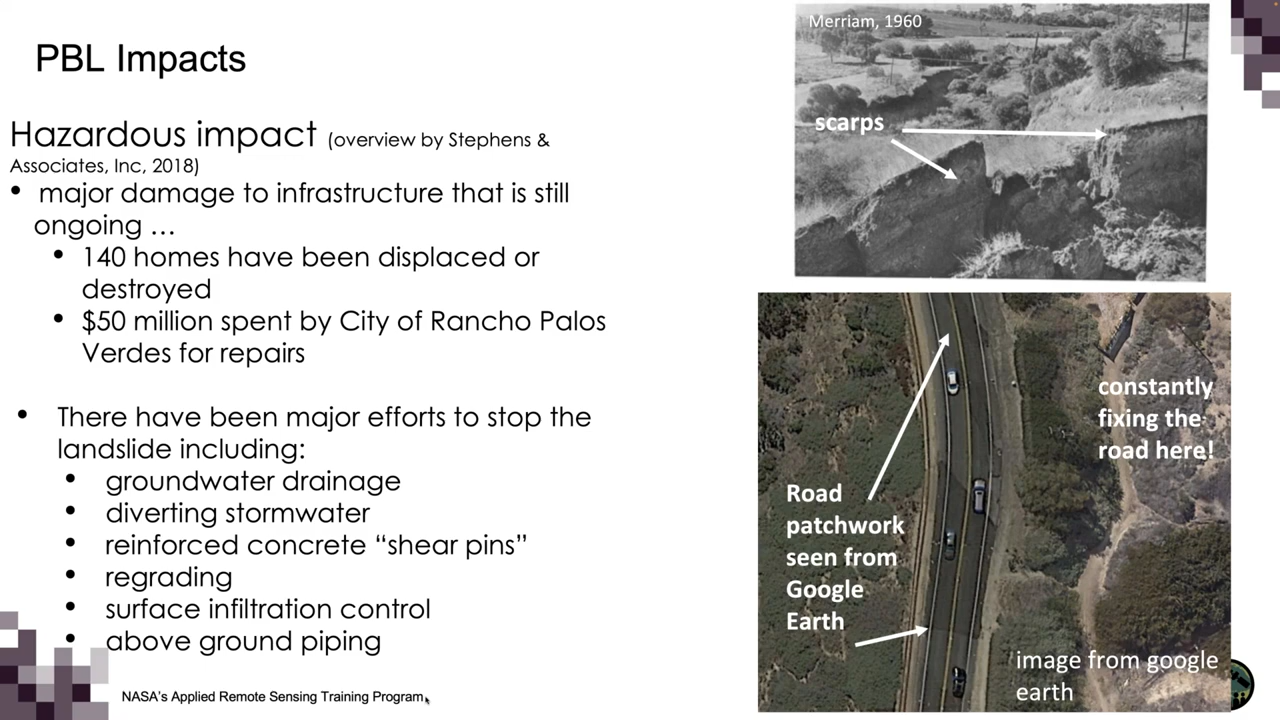 PBL Impacts
Hazardous impact (overview by Stephens &
Associates, Inc, 2018)
• major damage to infrastructure that is still
ongoing …
• 140 homes have been displaced or
destroyed
• $50 million spent by City of Rancho Palos
Verdes for repairs
• There have been major efforts to stop the
landslide including:
• groundwater drainage
• diverting stormwater
• reinforced concrete “shear pins”
• regrading
• surface infiltration control
• above ground piping
NASA’s Applied Remote Sensing Training Program
Merriam, 1960
scarps
constantly
fixing the
road here!
Road
patchwork
seen from
Google
Earth
image from google
earth